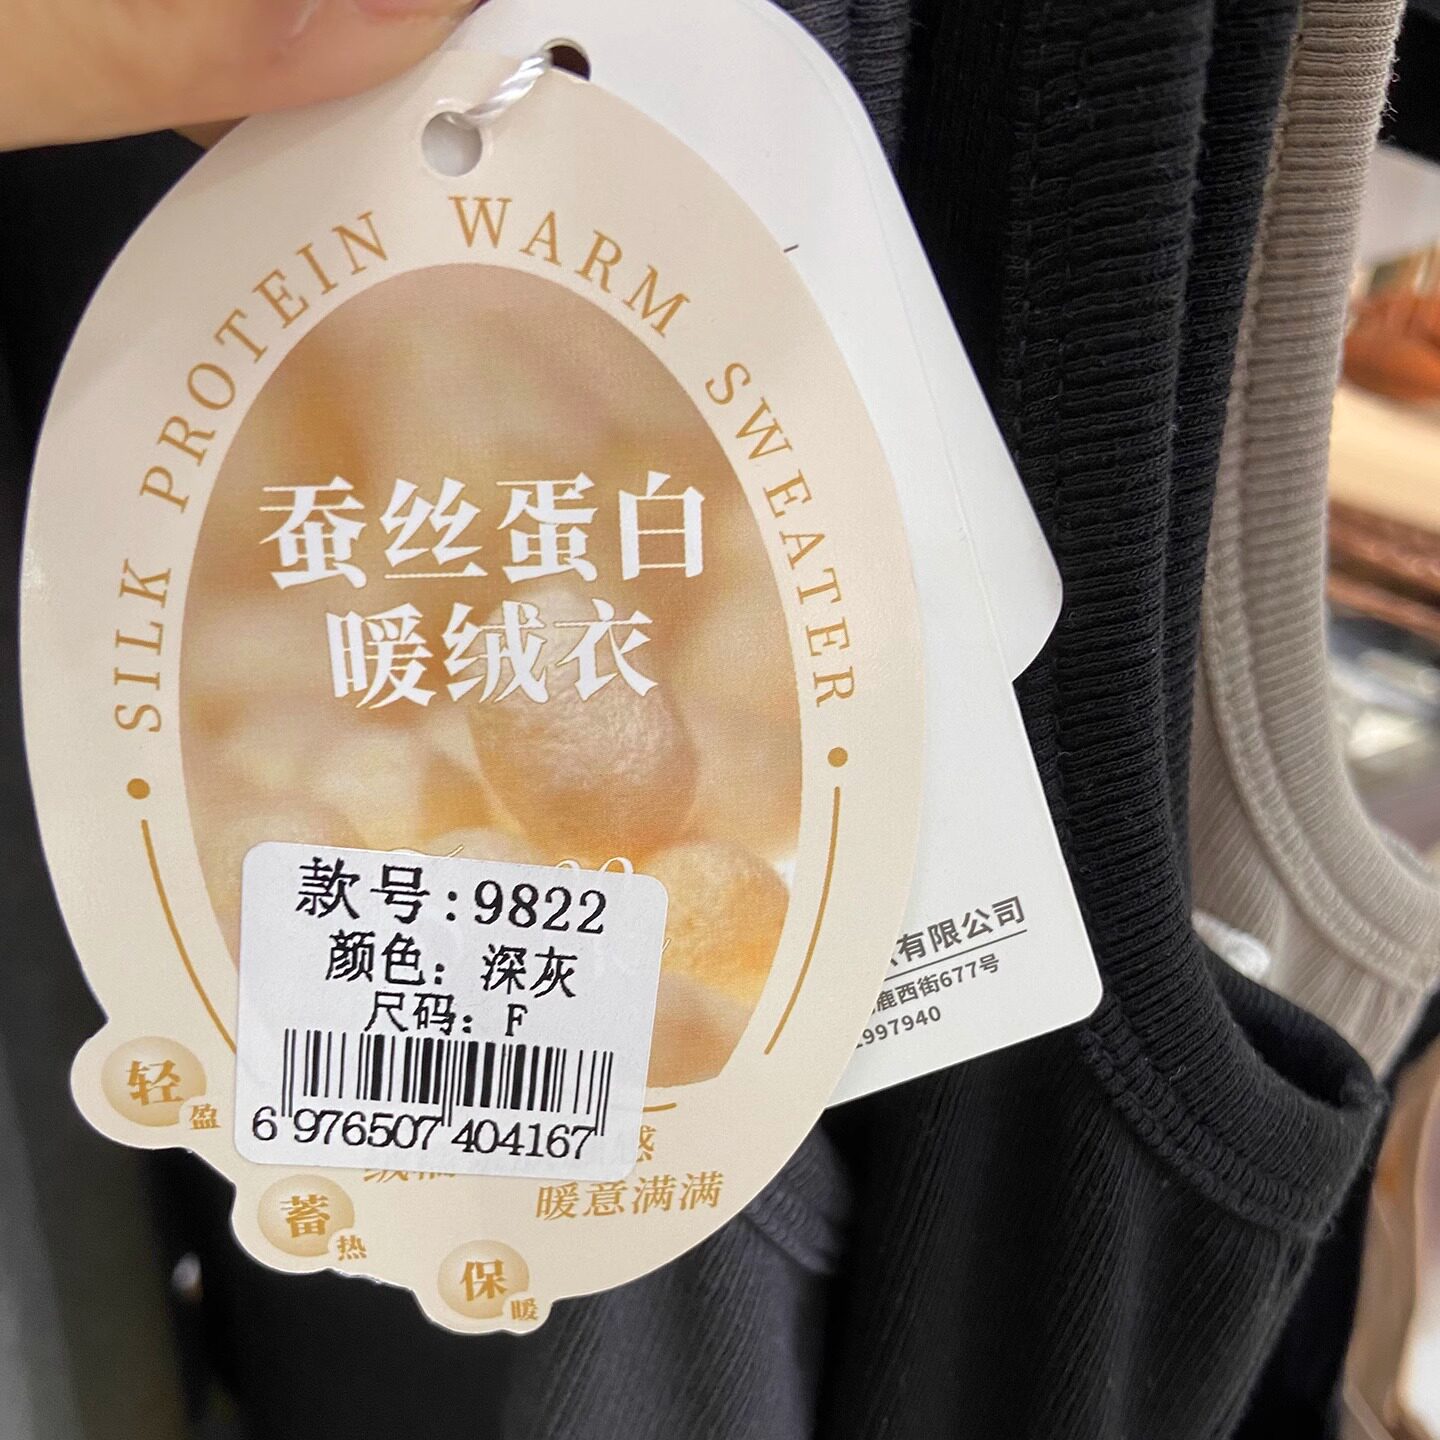 SILK PROTEIN WARM SWEATER
蚕丝蛋白
暖绒衣
款号:9822
颜色: 深灰
尺码: F
6 976507 404167
暖意满满
轻盈
蓄热
保暖
有限公司
鹿西街677号
997940